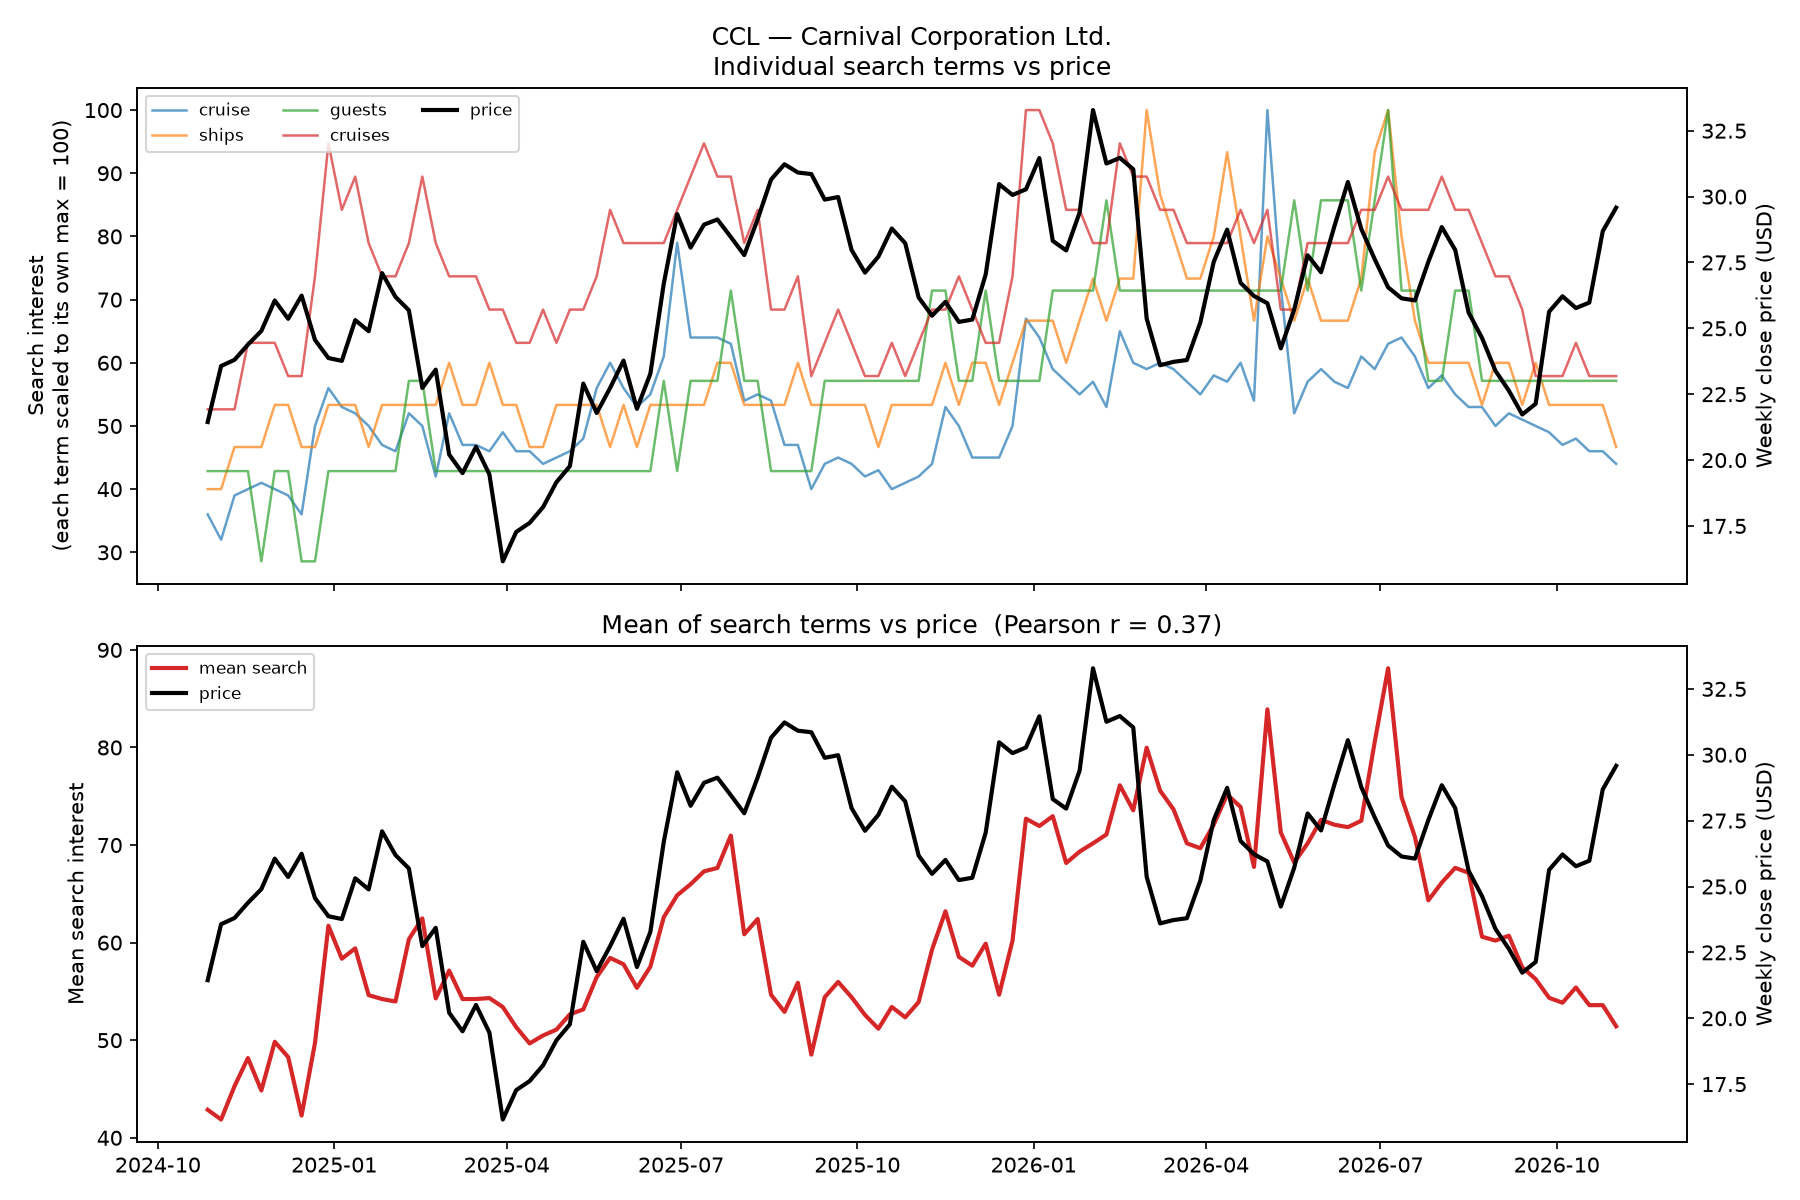 CCL — Carnival Corporation Ltd.
Individual search terms vs price
cruise
ships
guests
cruises
price
Search interest
(each term scaled to its own max = 100)
100
90
80
70
60
50
40
30
Weekly close price (USD)
32.5
30.0
27.5
25.0
22.5
20.0
17.5
Mean of search terms vs price (Pearson r = 0.37)
mean search
price
Mean search interest
90
80
70
60
50
40
Weekly close price (USD)
32.5
30.0
27.5
25.0
22.5
20.0
17.5
2024-10
2025-01
2025-04
2025-07
2025-10
2026-01
2026-04
2026-07
2026-10